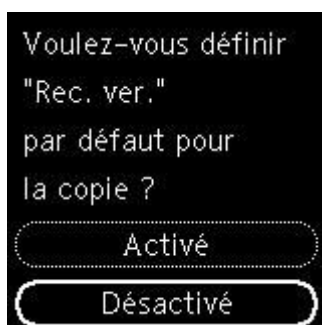 Voulez-vous définir
"Rec. ver."
par défaut pour
la copie ?
Activé
Désactivé